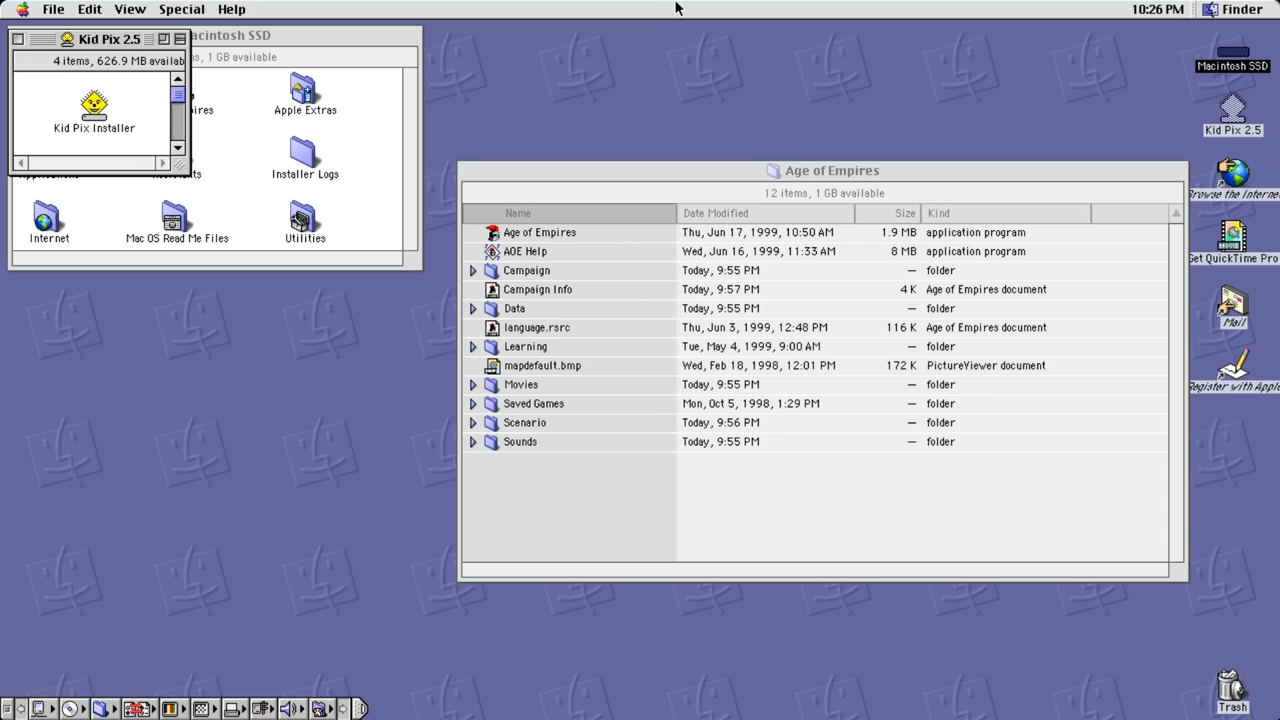 File Edit View Special Help 10:26 PM Finder
Kid Pix 2.5
4 items, 626.9 MB availab
Kid Pix Installer
acintosh SSD
s, 1 GB available
ires
Apple Extras
Installer Logs
Internet
Mac OS Read Me Files
Utilities
Age of Empires
12 items, 1 GB available
Name Date Modified Size Kind
Age of Empires Thu, Jun 17, 1999, 10:50 AM 1.9 MB application program
AOE Help Wed, Jun 16, 1999, 11:33 AM 8 MB application program
Campaign Today, 9:55 PM — folder
Campaign Info Today, 9:57 PM 4 K Age of Empires document
Data Today, 9:55 PM — folder
language.rsrc Thu, Jun 3, 1999, 12:48 PM 116 K Age of Empires document
Learning Tue, May 4, 1999, 9:00 AM — folder
mapdefault.bmp Wed, Feb 18, 1998, 12:01 PM 172 K PictureViewer document
Movies Today, 9:55 PM — folder
Saved Games Mon, Oct 5, 1998, 1:29 PM — folder
Scenario Today, 9:56 PM — folder
Sounds Today, 9:55 PM — folder
Macintosh SSD
Kid Pix 2.5
Browse the Internet
MOVIE
Get QuickTime Pro
Mail
Register with Apple
Trash